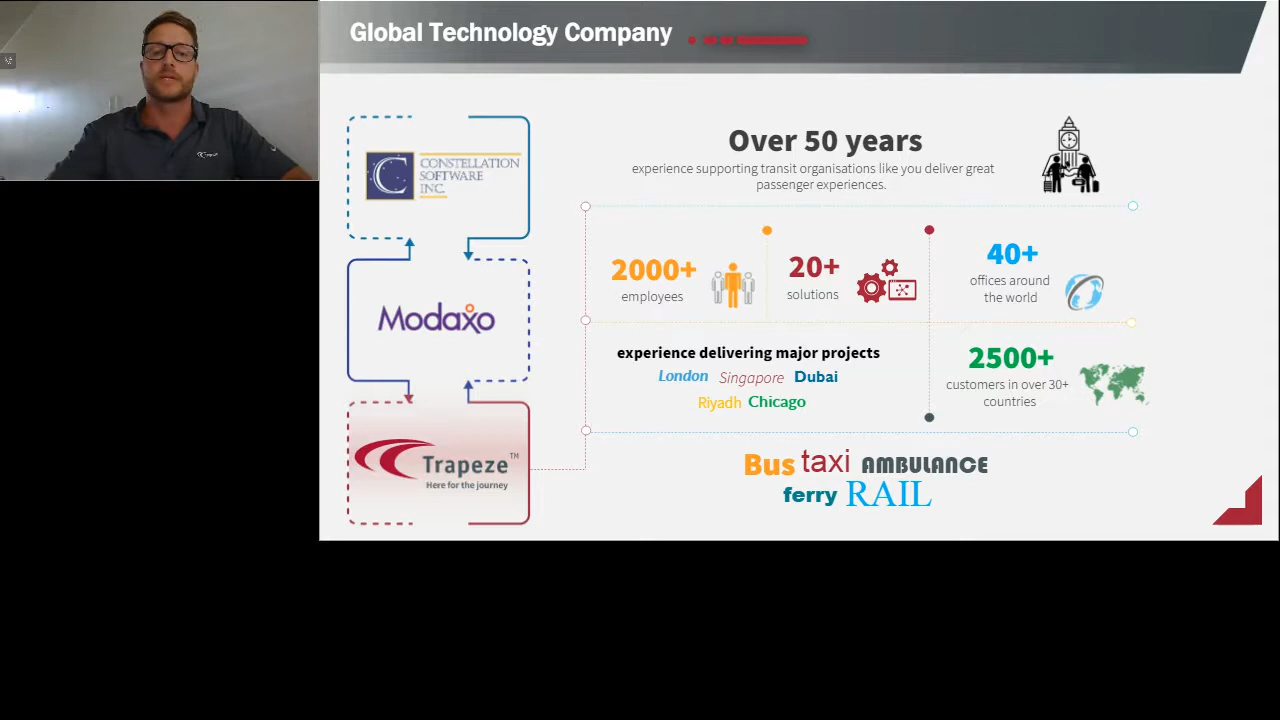 Global Technology Company
CONSTELLATION
SOFTWARE
INC.
Modaxo
Trapeze™
Here for the journey
Over 50 years
experience supporting transit organisations like you deliver great
passenger experiences.
2000+
employees
20+
solutions
40+
offices around
the world
experience delivering major projects
London Singapore Dubai
Riyadh Chicago
2500+
customers in over 30+
countries
Bus taxi AMBULANCE
ferry RAIL